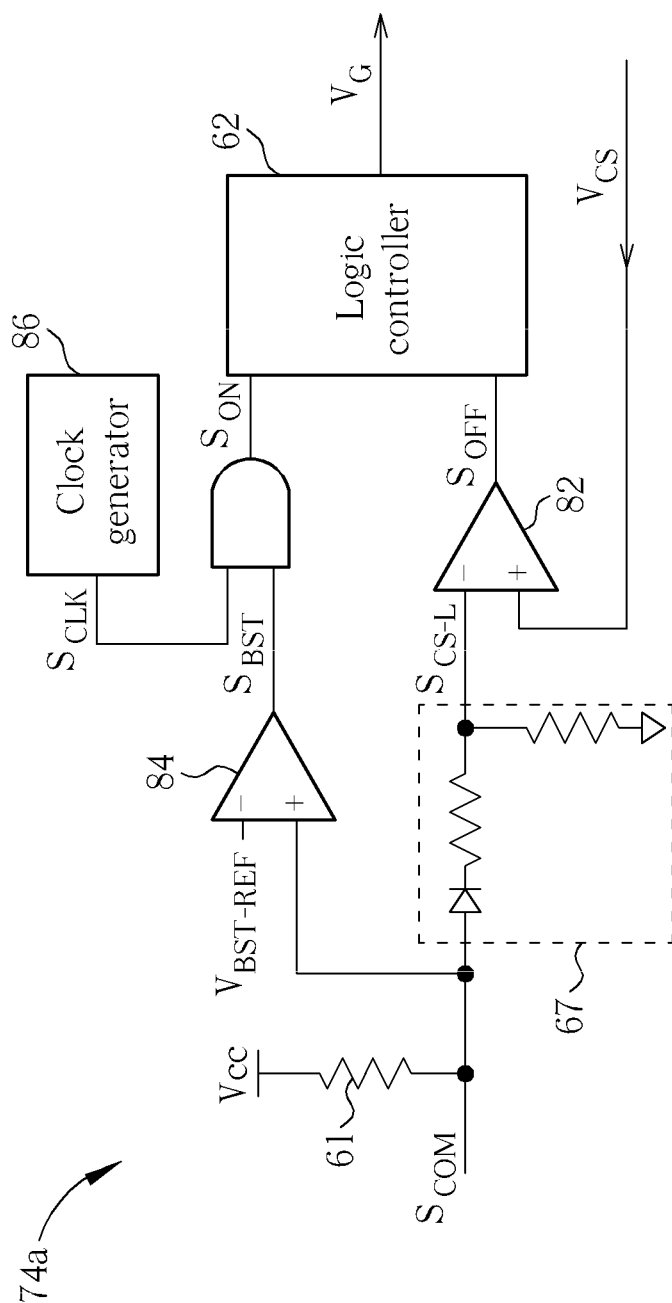 74a
Clock
generator
86
S_CLK
S_BST
S_ON
62
V_G
84
V_BST-REF
Logic
controller
Vcc
61
S_COM
S_CS-L
S_OFF
82
V_CS
67
−
+
−
+